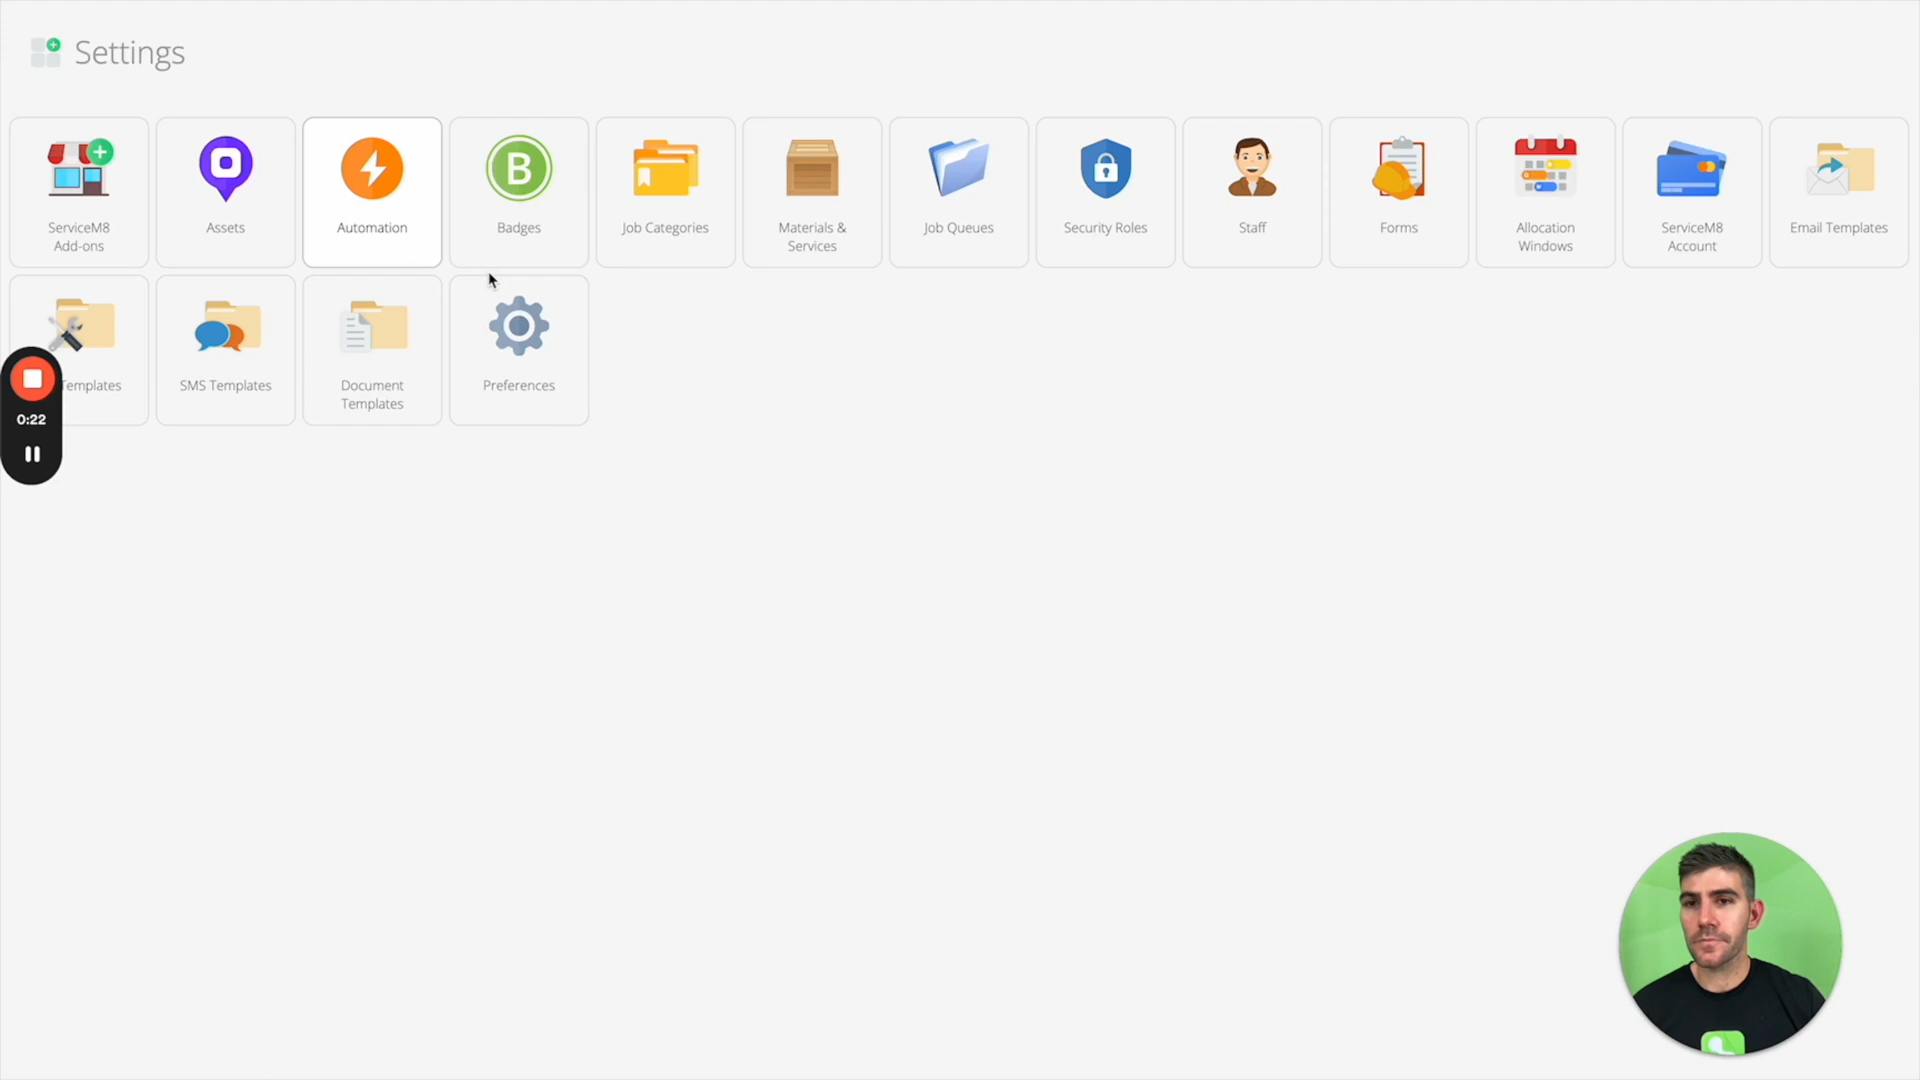 Settings
ServiceM8
Add-ons
Assets
Automation
B
Badges
Job Categories
Materials &
Services
Job Queues
Security Roles
Staff
Forms
Allocation
Windows
ServiceM8
Account
Email Templates
Templates
SMS Templates
Document
Templates
Preferences
0:22